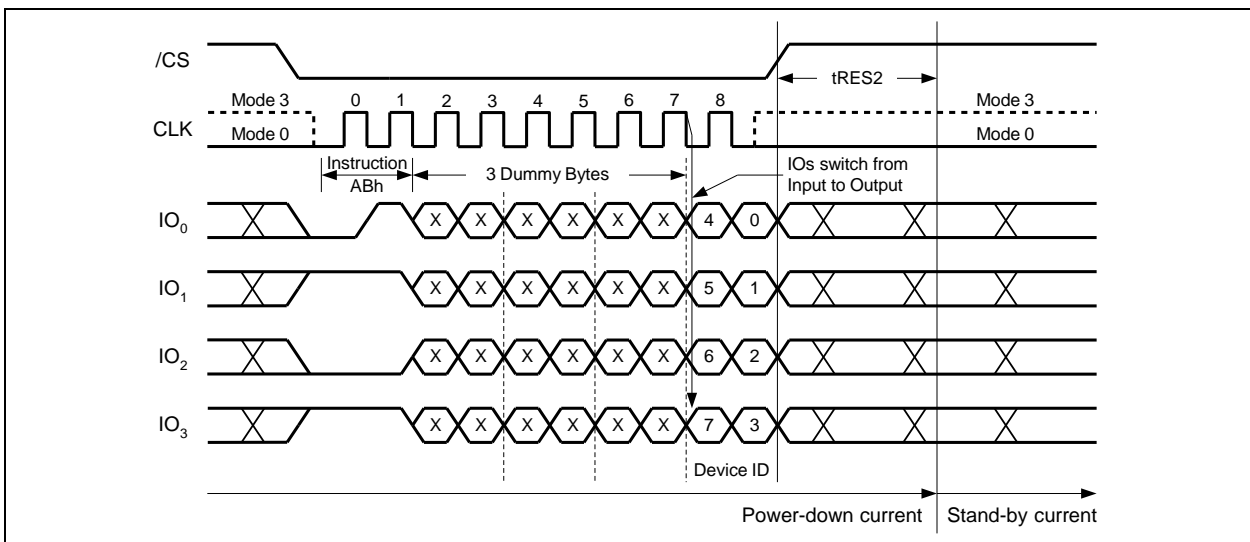 /CS
tRES2
Mode 3 0 1 2 3 4 5 6 7 8 Mode 3
CLK
Mode 0 Mode 0
Instruction
ABh
3 Dummy Bytes
IOs switch from
Input to Output
IO0 X X X X X X 4 0
IO1 X X X X X X 5 1
IO2 X X X X X X 6 2
IO3 X X X X X X 7 3
Device ID
Power-down current Stand-by current